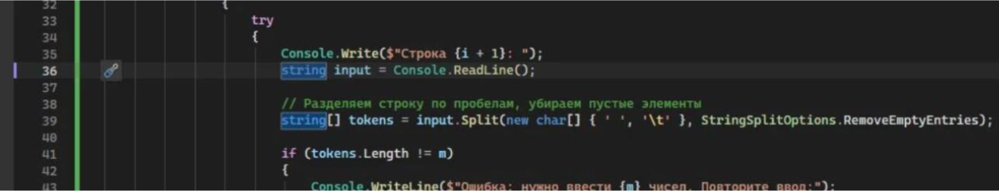 32 {
33 try
34 {
35 Console.Write($"Строка {i + 1}: ");
36 string input = Console.ReadLine();
37
38 // Разделяем строку по пробелам, убираем пустые элементы
39 string[] tokens = input.Split(new char[] { ' ', '\t' }, StringSplitOptions.RemoveEmptyEntries);
40
41 if (tokens.Length != m)
42 {
43 Console.WriteLine($"Ошибка: нужно ввести {m} чисел. Повторите ввод:");